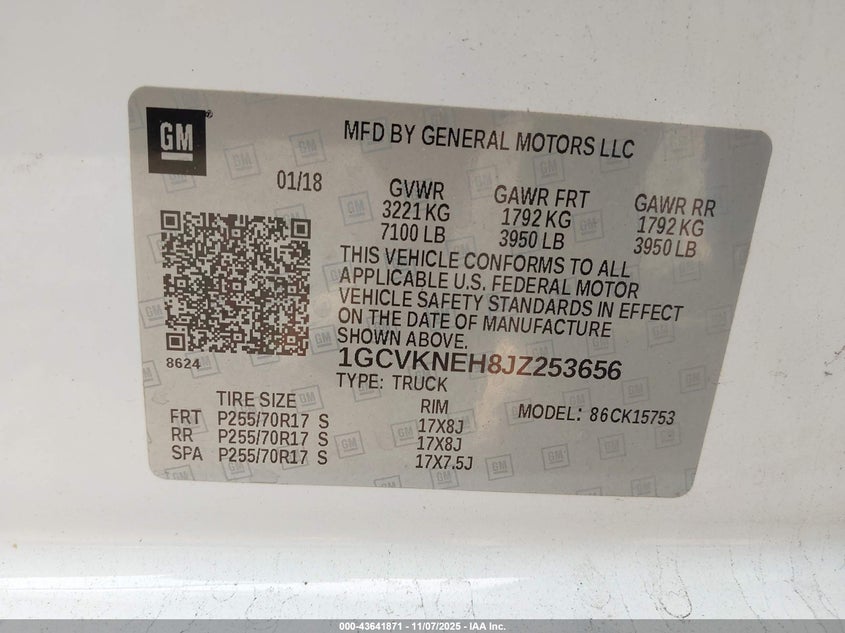 GM
MFD BY GENERAL MOTORS LLC
01/18
GVWR GAWR FRT GAWR RR
3221 KG 1792 KG 1792 KG
7100 LB 3950 LB 3950 LB
THIS VEHICLE CONFORMS TO ALL
APPLICABLE U.S. FEDERAL MOTOR
VEHICLE SAFETY STANDARDS IN EFFECT
ON THE DATE OF MANUFACTURE
SHOWN ABOVE.
8624
1GCVKNEH8JZ253656
TYPE: TRUCK
TIRE SIZE RIM MODEL: 86CK15753
FRT P255/70R17 S 17X8J
RR P255/70R17 S 17X8J
SPA P255/70R17 S 17X7.5J
000-43641871 - 11/07/2025 - IAA Inc.